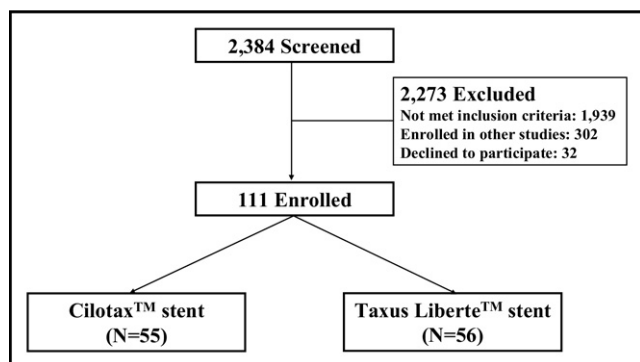 2,384 Screened
2,273 Excluded
Not met inclusion criteria: 1,939
Enrolled in other studies: 302
Declined to participate: 32
111 Enrolled
Cilotax™ stent
(N=55)
Taxus Liberte™ stent
(N=56)